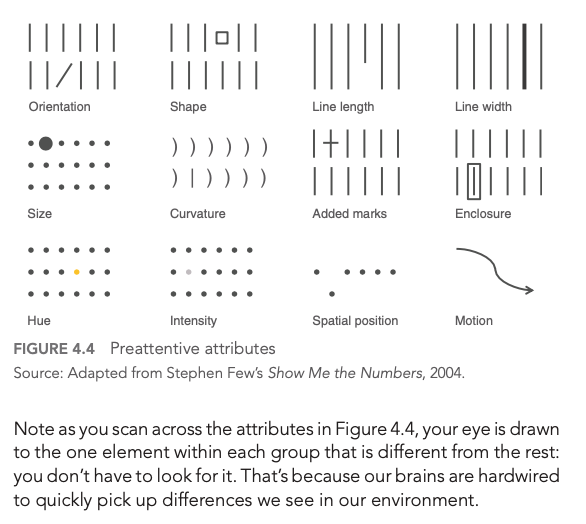 Orientation
Shape
Line length
Line width
Size
Curvature
Added marks
Enclosure
Hue
Intensity
Spatial position
Motion
FIGURE 4.4 Preattentive attributes
Source: Adapted from Stephen Few’s Show Me the Numbers, 2004.
Note as you scan across the attributes in Figure 4.4, your eye is drawn
to the one element within each group that is different from the rest:
you don’t have to look for it. That’s because our brains are hardwired
to quickly pick up differences we see in our environment.